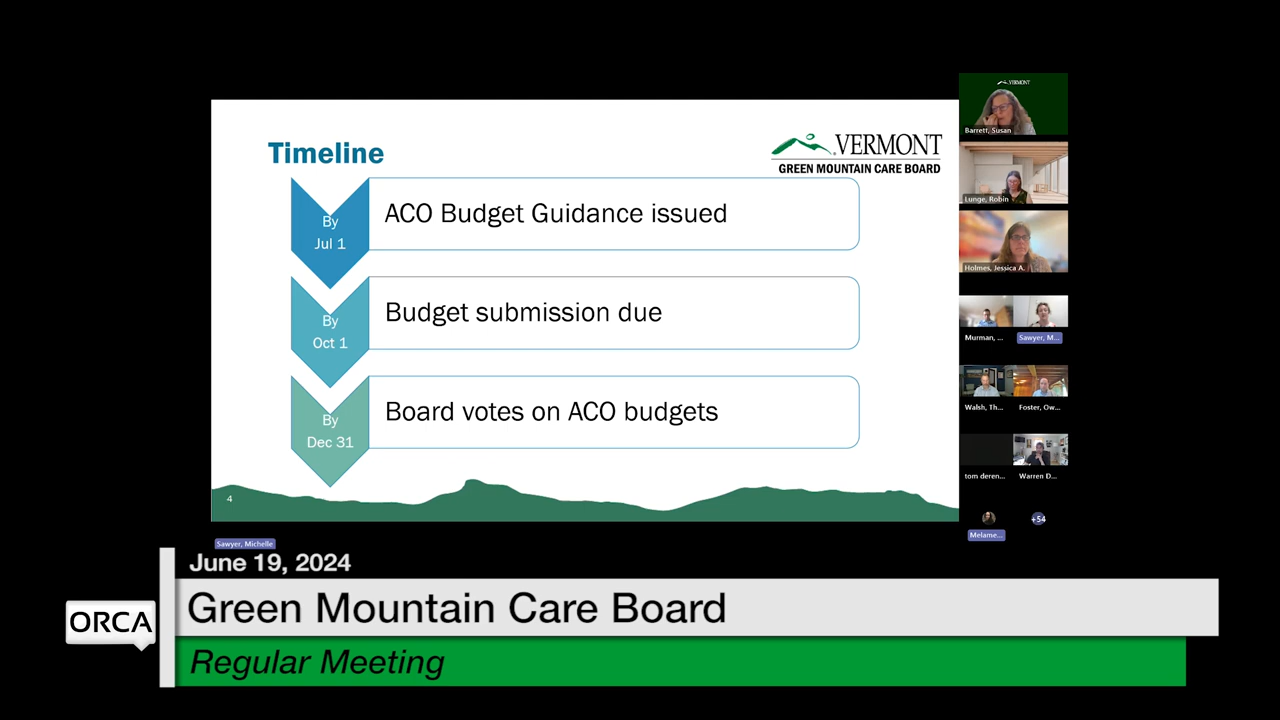 Timeline
VERMONT
GREEN MOUNTAIN CARE BOARD
By
Jul 1
ACO Budget Guidance issued
By
Oct 1
Budget submission due
By
Dec 31
Board votes on ACO budgets
4
VERMONT
Barrett, Susan
Lunge, Robin
Holmes, Jessica A.
Murman, ...
Sawyer, M...
Walsh, Th...
Foster, Ow...
tom deren...
Warren D...
Melame...
+54
Sawyer, Michelle
June 19, 2024
ORCA
Green Mountain Care Board
Regular Meeting